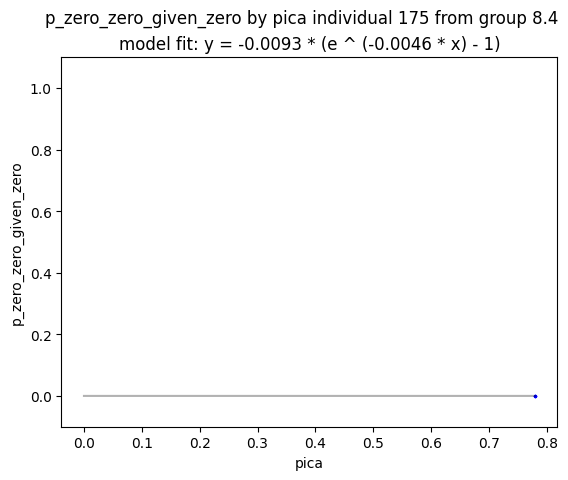 p_zero_zero_given_zero by pica individual 175 from group 8.4
model fit: y = -0.0093 * (e ^ (-0.0046 * x) - 1)
1.0
0.8
0.6
0.4
0.2
0.0
p_zero_zero_given_zero
0.0 0.1 0.2 0.3 0.4 0.5 0.6 0.7 0.8
pica